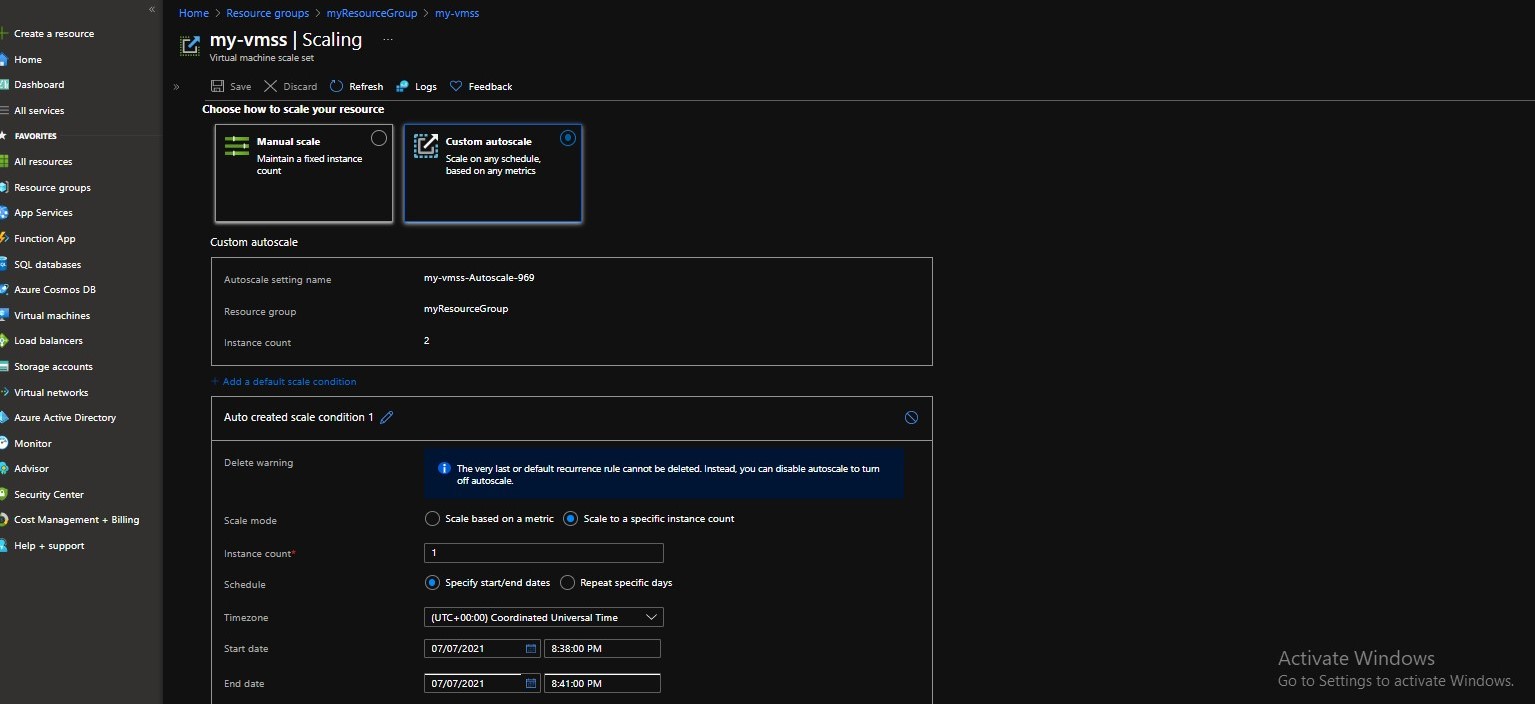 «
Home > Resource groups > myResourceGroup > my-vmss
Create a resource
Home
Dashboard
All services
FAVORITES
All resources
Resource groups
App Services
Function App
SQL databases
Azure Cosmos DB
Virtual machines
Load balancers
Storage accounts
Virtual networks
Azure Active Directory
Monitor
Advisor
Security Center
Cost Management + Billing
Help + support
my-vmss | Scaling ...
Virtual machine scale set
» Save Discard Refresh Logs Feedback
Choose how to scale your resource
Manual scale
Maintain a fixed instance
count
Custom autoscale
Scale on any schedule,
based on any metrics
Custom autoscale
Autoscale setting name my-vmss-Autoscale-969
Resource group myResourceGroup
Instance count 2
+ Add a default scale condition
Auto created scale condition 1
Delete warning
The very last or default recurrence rule cannot be deleted. Instead, you can disable autoscale to turn
off autoscale.
Scale mode Scale based on a metric Scale to a specific instance count
Instance count* 1
Schedule Specify start/end dates Repeat specific days
Timezone (UTC+00:00) Coordinated Universal Time
Start date 07/07/2021 8:38:00 PM
End date 07/07/2021 8:41:00 PM
Activate Windows
Go to Settings to activate Windows.